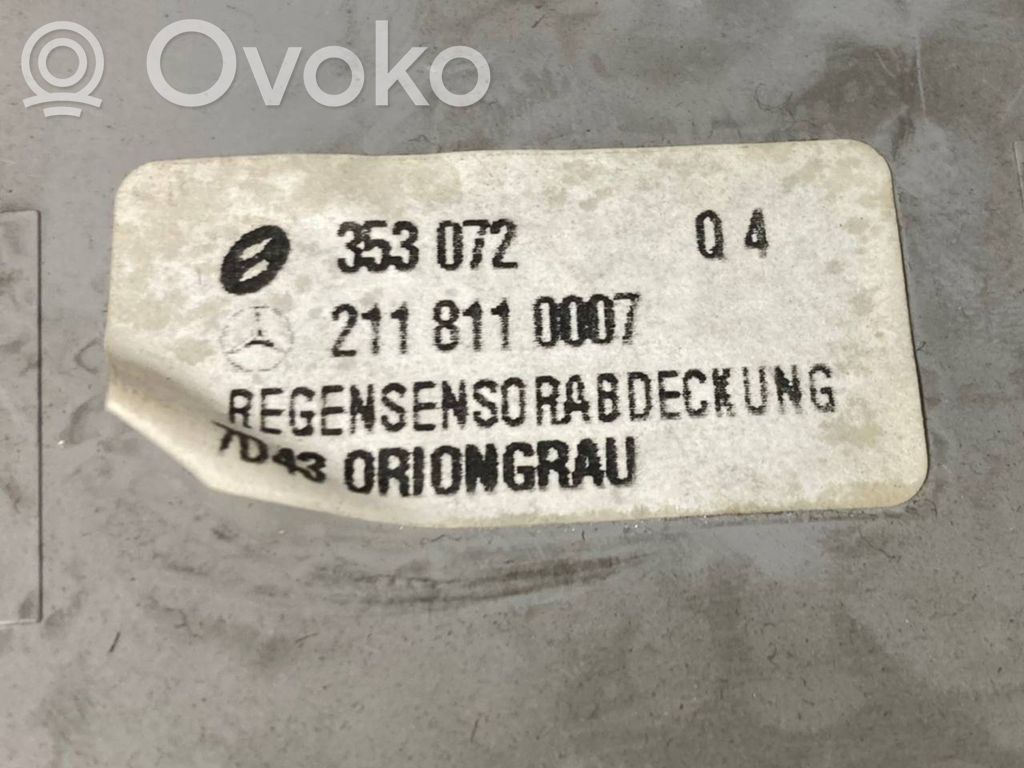 Ovoko
353 072 Q 4
211 811 0007
REGENSENSORABDECKUNG
7D43 ORIONGRAU